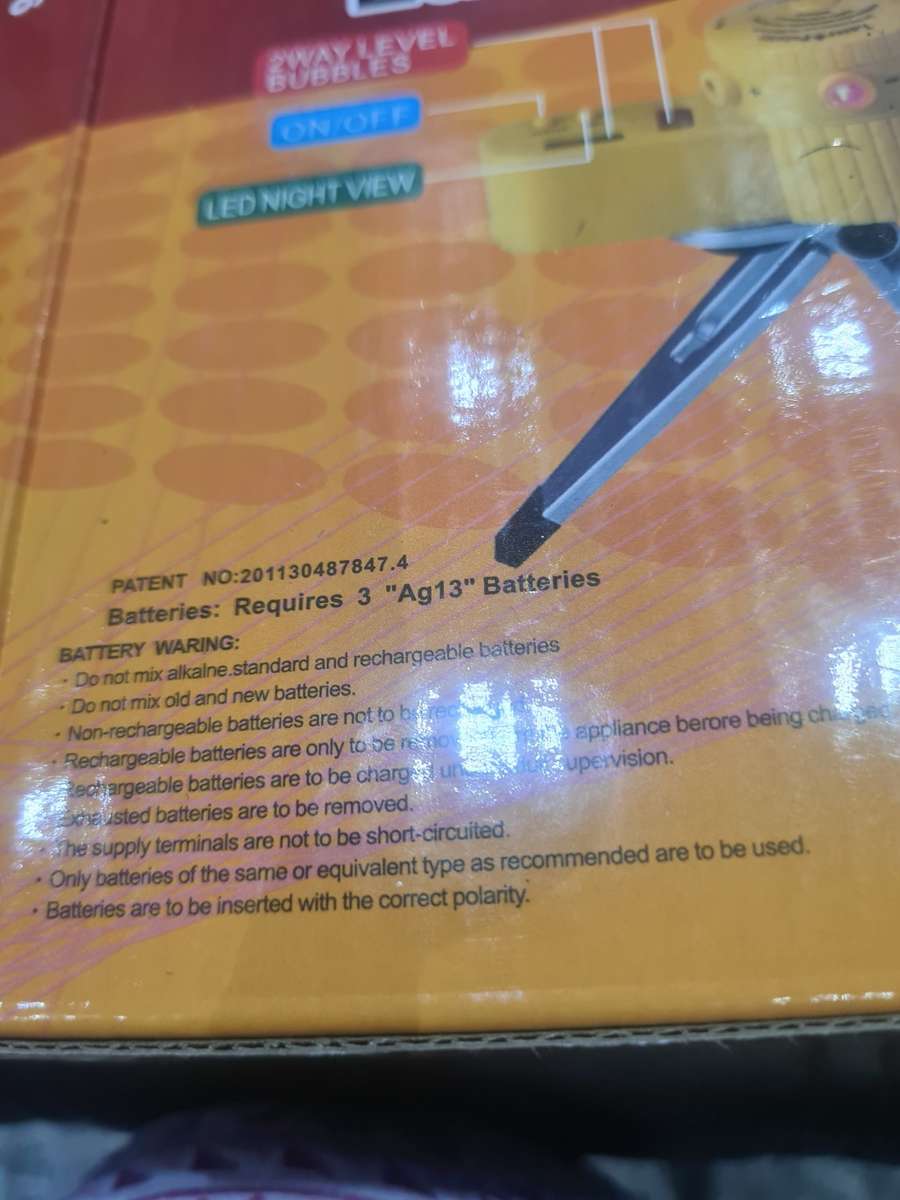 2WAY LEVEL
BUBBLES
ON/OFF
LED NIGHT VIEW
PATENT NO:201130487847.4
Batteries: Requires 3 "Ag13" Batteries
BATTERY WARING:
· Do not mix alkalne.standard and rechargeable batteries
· Do not mix old and new batteries.
· Non-rechargeable batteries are not to be
· Rechargeable batteries are only to be appliance berore being charged
Rechargeable batteries are to be charged supervision.
Exhausted batteries are to be removed.
· The supply terminals are not to be short-circuited.
· Only batteries of the same or equivalent type as recommended are to be used.
· Batteries are to be inserted with the correct polarity.